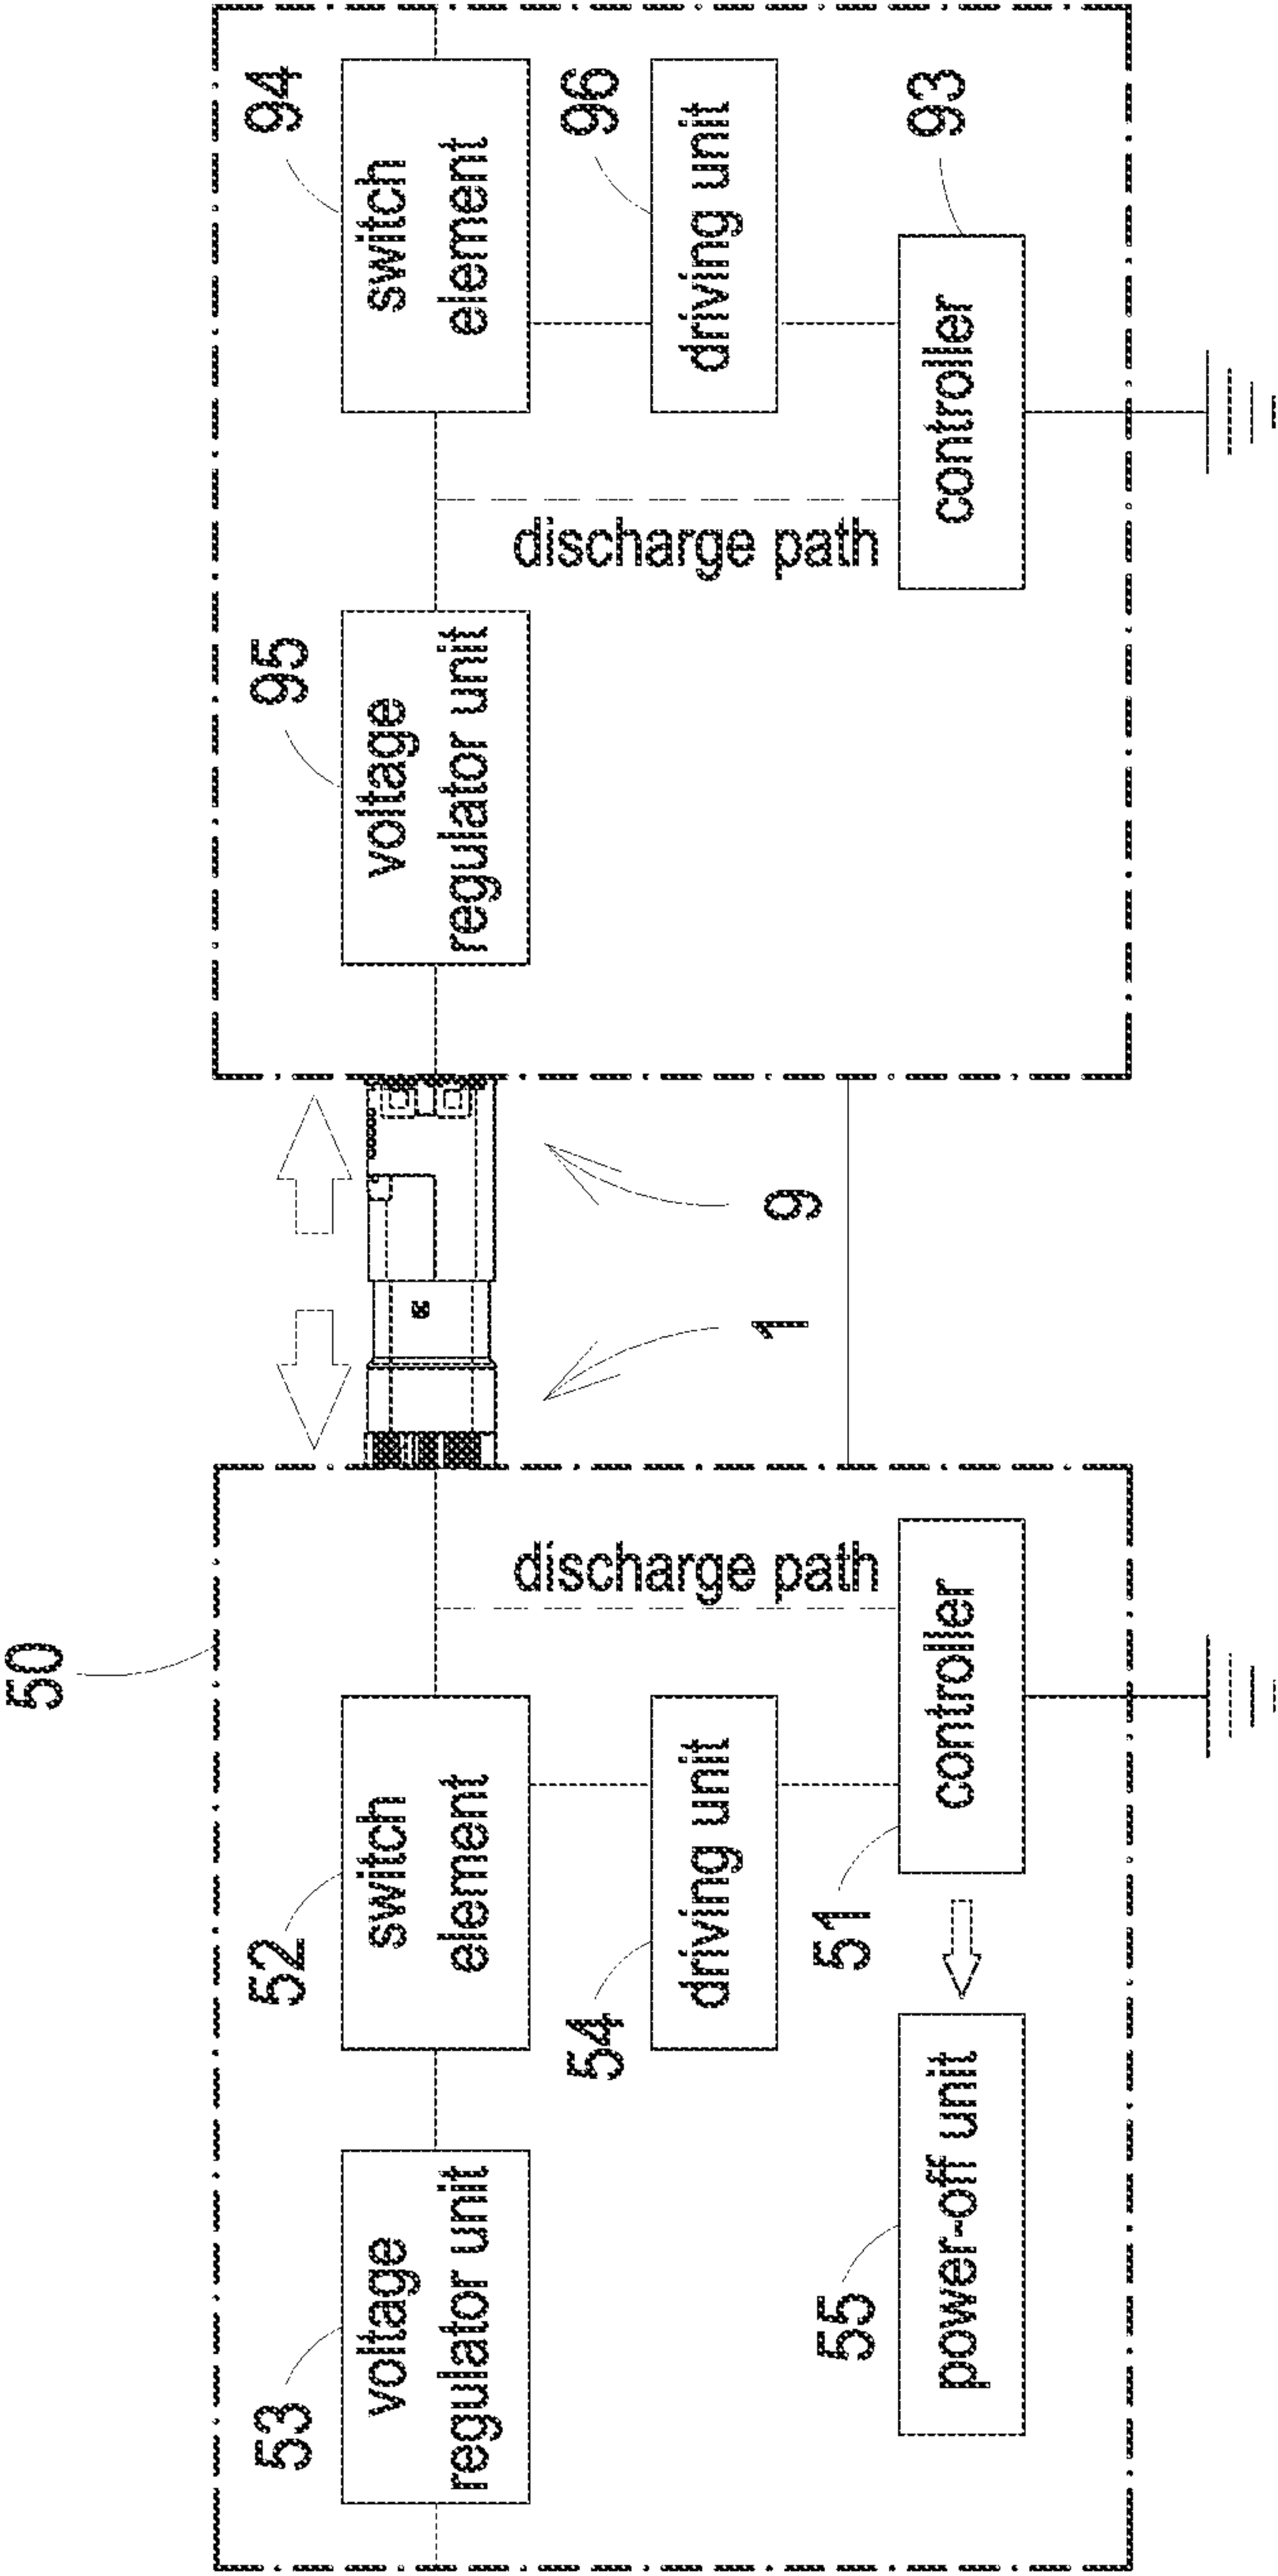 50
53
52
95
94
voltage
regulator unit
switch
element
voltage
regulator unit
switch
element
54
96
driving unit
discharge path
1
9
discharge path
driving unit
55
51
93
power-off unit
controller
controller